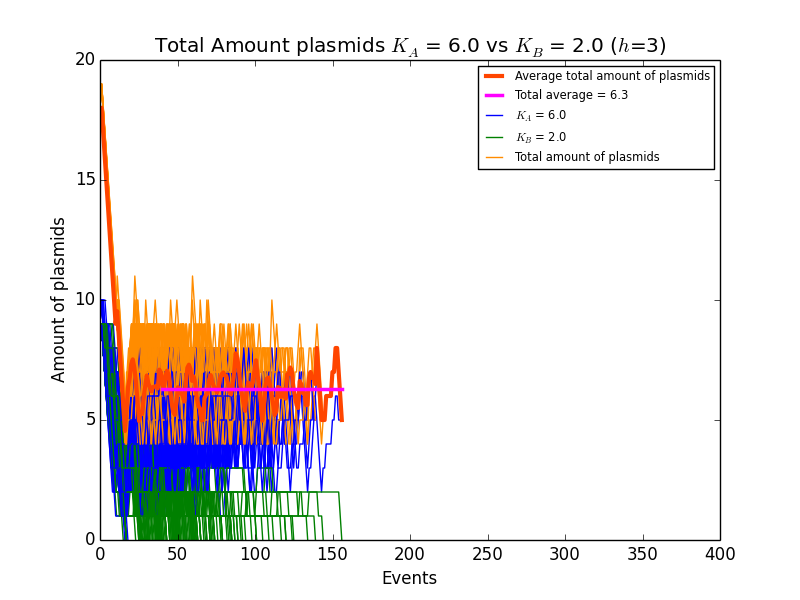 Total Amount plasmids K_A = 6.0 vs K_B = 2.0 (h=3)
Average total amount of plasmids
Total average = 6.3
K_A = 6.0
K_B = 2.0
Total amount of plasmids
Amount of plasmids
20
15
10
5
0
0 50 100 150 200 250 300 350 400
Events